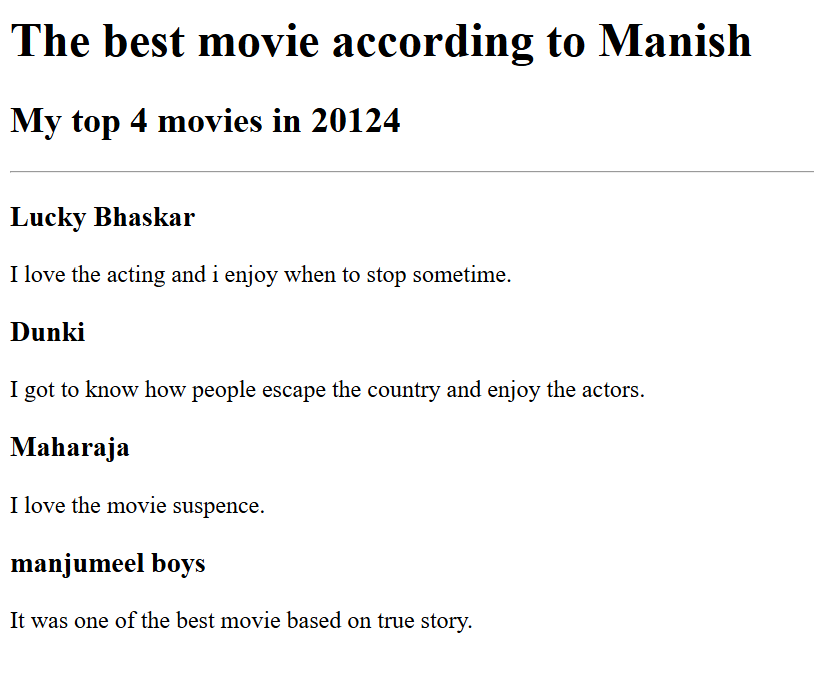 The best movie according to Manish
My top 4 movies in 20124
Lucky Bhaskar
I love the acting and i enjoy when to stop sometime.
Dunki
I got to know how people escape the country and enjoy the actors.
Maharaja
I love the movie suspence.
manjumeel boys
It was one of the best movie based on true story.